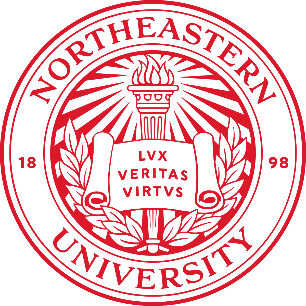 NORTHEASTERN
18 98
LVX
VERITAS
VIRTVS
UNIVERSITY